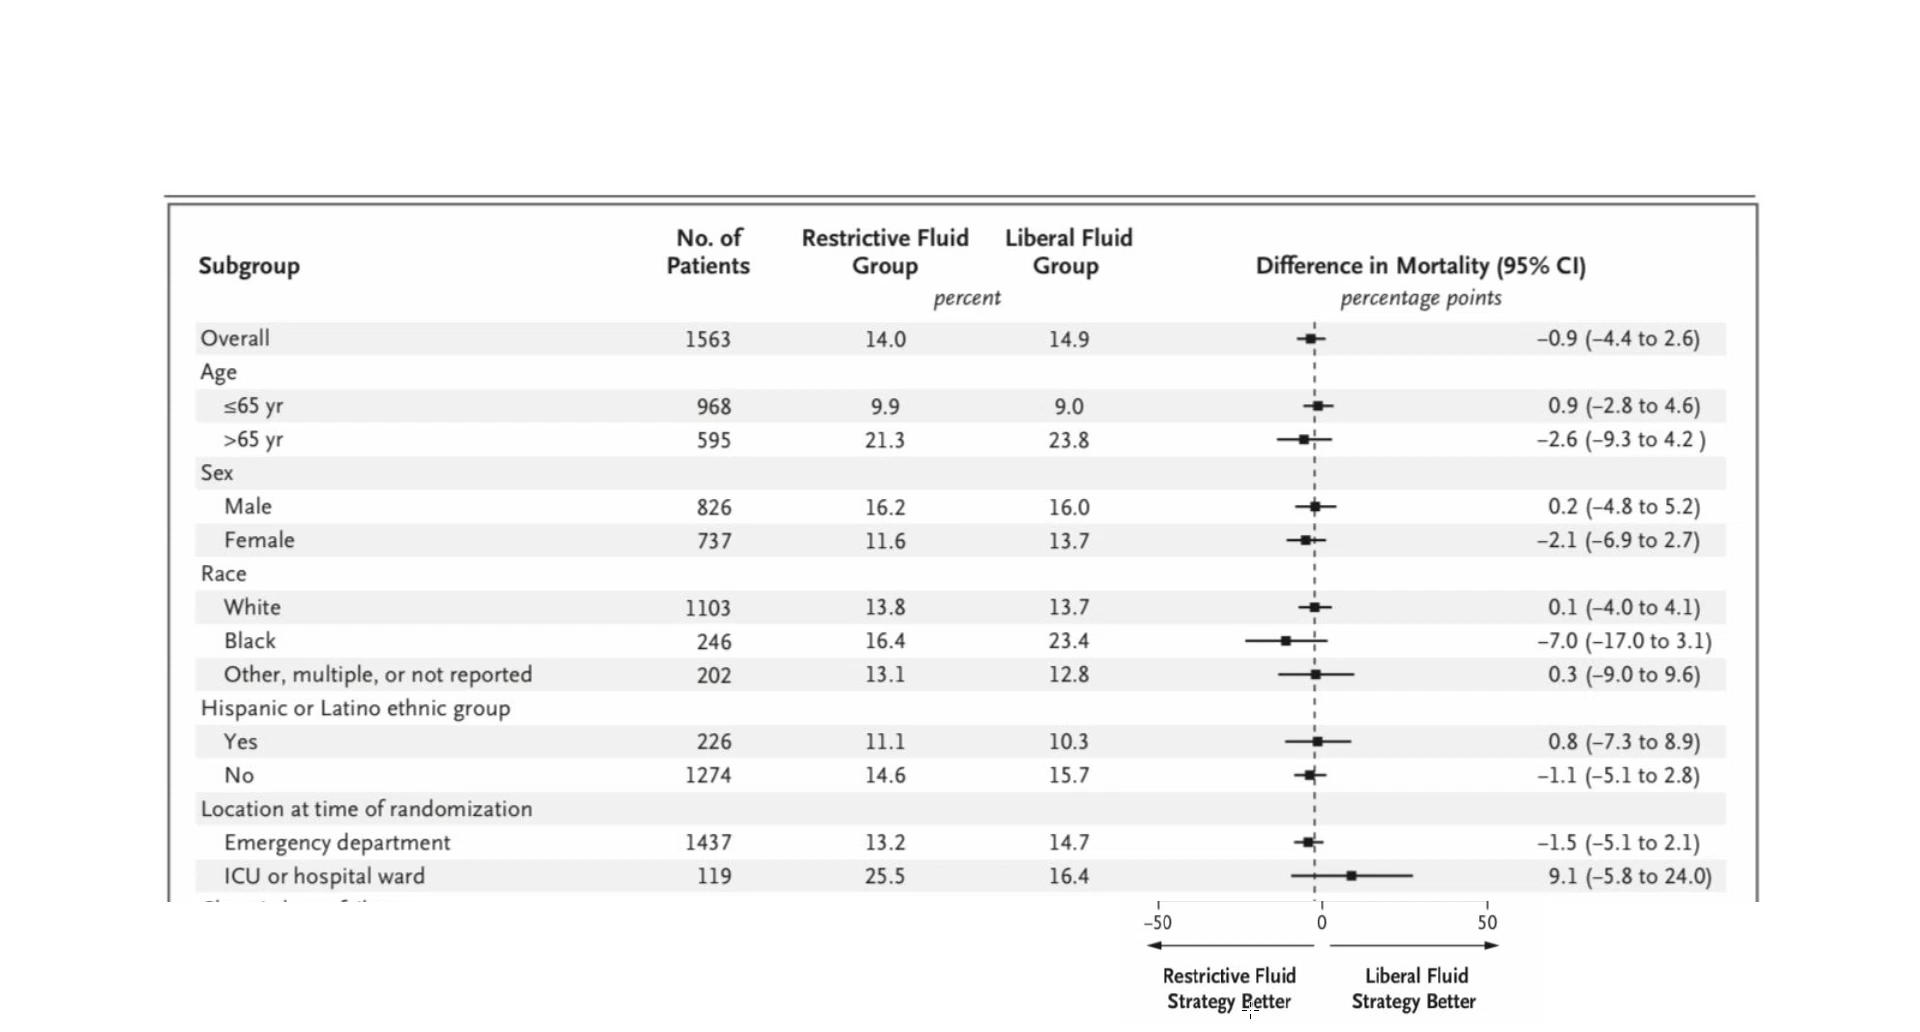 No. of Restrictive Fluid Liberal Fluid
Subgroup Patients Group Group Difference in Mortality (95% CI)
percent percentage points
Overall 1563 14.0 14.9 −0.9 (−4.4 to 2.6)
Age
≤65 yr 968 9.9 9.0 0.9 (−2.8 to 4.6)
>65 yr 595 21.3 23.8 −2.6 (−9.3 to 4.2 )
Sex
Male 826 16.2 16.0 0.2 (−4.8 to 5.2)
Female 737 11.6 13.7 −2.1 (−6.9 to 2.7)
Race
White 1103 13.8 13.7 0.1 (−4.0 to 4.1)
Black 246 16.4 23.4 −7.0 (−17.0 to 3.1)
Other, multiple, or not reported 202 13.1 12.8 0.3 (−9.0 to 9.6)
Hispanic or Latino ethnic group
Yes 226 11.1 10.3 0.8 (−7.3 to 8.9)
No 1274 14.6 15.7 −1.1 (−5.1 to 2.8)
Location at time of randomization
Emergency department 1437 13.2 14.7 −1.5 (−5.1 to 2.1)
ICU or hospital ward 119 25.5 16.4 9.1 (−5.8 to 24.0)
−50 0 50
Restrictive Fluid Liberal Fluid
Strategy Better Strategy Better